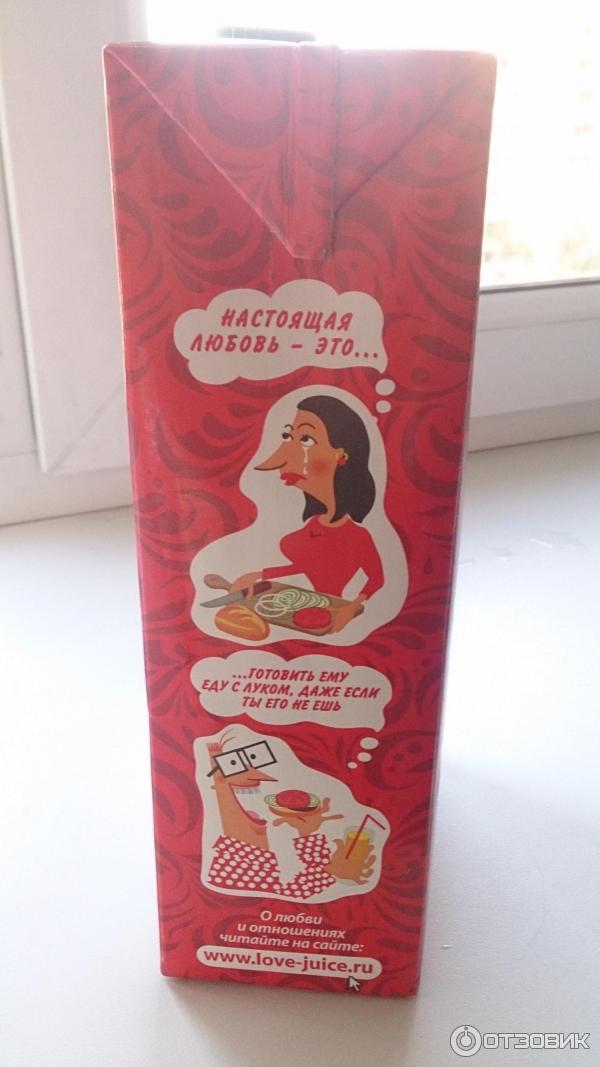 НАСТОЯЩАЯ
ЛЮБОВЬ – ЭТО...
...ГОТОВИТЬ ЕМУ
ЕДУ С ЛУКОМ, ДАЖЕ ЕСЛИ
ТЫ ЕГО НЕ ЕШЬ
О любви
и отношениях
читайте на сайте:
www.love-juice.ru
ОТЗОВИК